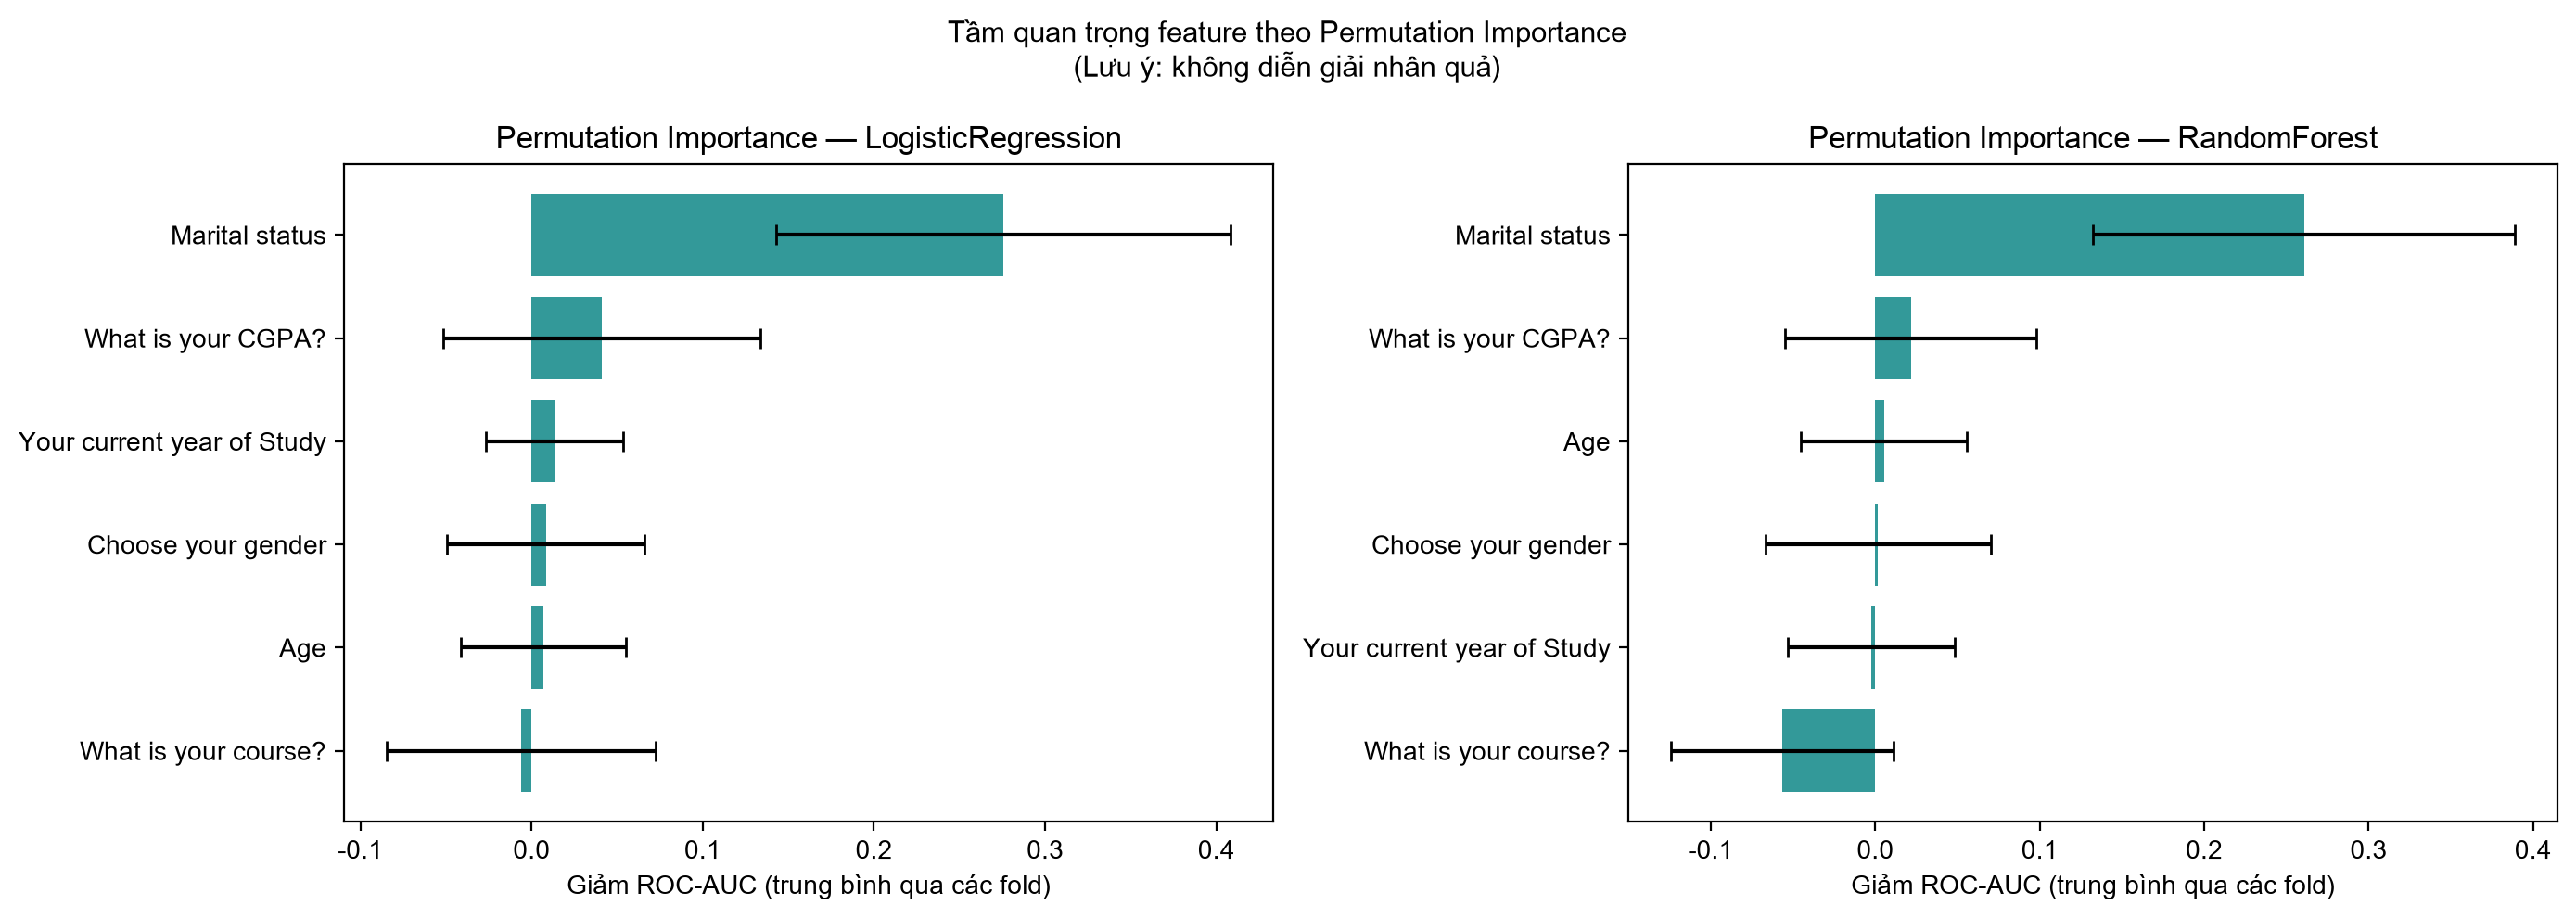 Tầm quan trọng feature theo Permutation Importance
(Lưu ý: không diễn giải nhân quả)
Permutation Importance — LogisticRegression
Marital status
What is your CGPA?
Your current year of Study
Choose your gender
Age
What is your course?
-0.1 0.0 0.1 0.2 0.3 0.4
Giảm ROC-AUC (trung bình qua các fold)
Permutation Importance — RandomForest
Marital status
What is your CGPA?
Age
Choose your gender
Your current year of Study
What is your course?
-0.1 0.0 0.1 0.2 0.3 0.4
Giảm ROC-AUC (trung bình qua các fold)